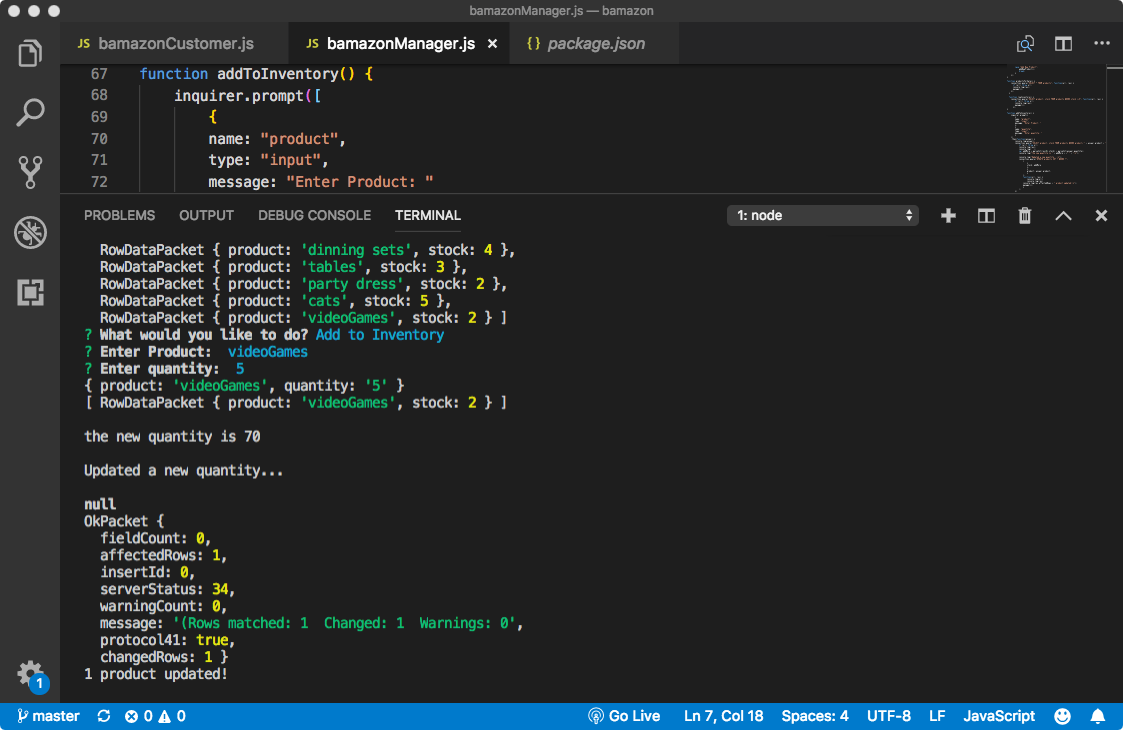 bamazonManager.js — bamazon
JS bamazonCustomer.js JS bamazonManager.js × {} package.json
67 function addToInventory() {
68 inquirer.prompt([
69 {
70 name: "product",
71 type: "input",
72 message: "Enter Product: "
PROBLEMS OUTPUT DEBUG CONSOLE TERMINAL 1: node
RowDataPacket { product: 'dinning sets', stock: 4 },
RowDataPacket { product: 'tables', stock: 3 },
RowDataPacket { product: 'party dress', stock: 2 },
RowDataPacket { product: 'cats', stock: 5 },
RowDataPacket { product: 'videoGames', stock: 2 } ]
? What would you like to do? Add to Inventory
? Enter Product:  videoGames
? Enter quantity:  5
{ product: 'videoGames', quantity: '5' }
[ RowDataPacket { product: 'videoGames', stock: 2 } ]
the new quantity is 70
Updated a new quantity...
null
OkPacket {
fieldCount: 0,
affectedRows: 1,
insertId: 0,
serverStatus: 34,
warningCount: 0,
message: '(Rows matched: 1  Changed: 1  Warnings: 0',
protocol41: true,
changedRows: 1 }
1 product updated!
1
master 0 0 Go Live Ln 7, Col 18 Spaces: 4 UTF-8 LF JavaScript